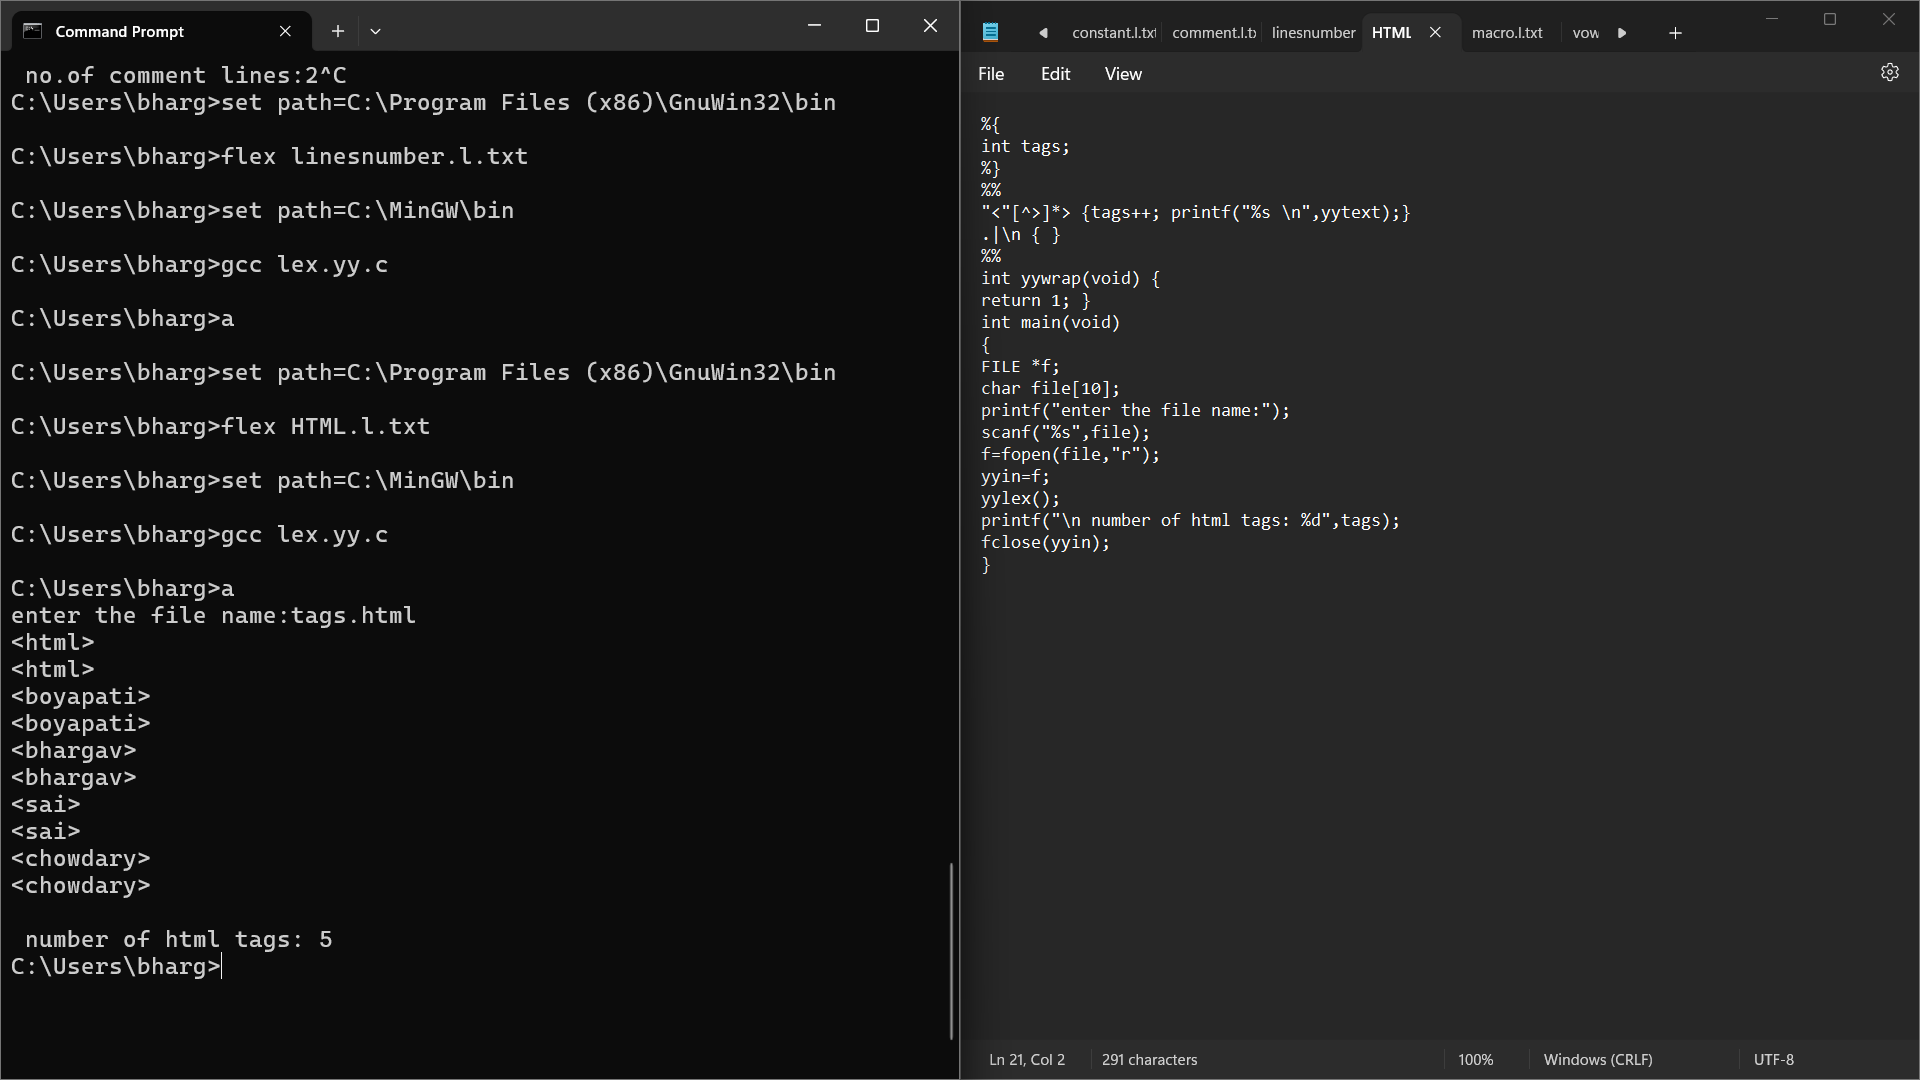 Command Prompt
no.of comment lines:2^C
C:\Users\bharg>set path=C:\Program Files (x86)\GnuWin32\bin
C:\Users\bharg>flex linesnumber.l.txt
C:\Users\bharg>set path=C:\MinGW\bin
C:\Users\bharg>gcc lex.yy.c
C:\Users\bharg>a
C:\Users\bharg>set path=C:\Program Files (x86)\GnuWin32\bin
C:\Users\bharg>flex HTML.l.txt
C:\Users\bharg>set path=C:\MinGW\bin
C:\Users\bharg>gcc lex.yy.c
C:\Users\bharg>a
enter the file name:tags.html
<html>
<html>
<boyapati>
<boyapati>
<bhargav>
<bhargav>
<sai>
<sai>
<chowdary>
<chowdary>
number of html tags: 5
C:\Users\bharg>
constant.l.txt comment.l.t linesnumber HTML macro.l.txt vow
File Edit View
%{
int tags;
%}
%%
"<"[^>]*> {tags++; printf("%s \n",yytext);}
.|\n { }
%%
int yywrap(void) {
return 1; }
int main(void)
{
FILE *f;
char file[10];
printf("enter the file name:");
scanf("%s",file);
f=fopen(file,"r");
yyin=f;
yylex();
printf("\n number of html tags: %d",tags);
fclose(yyin);
}
Ln 21, Col 2 291 characters 100% Windows (CRLF) UTF-8